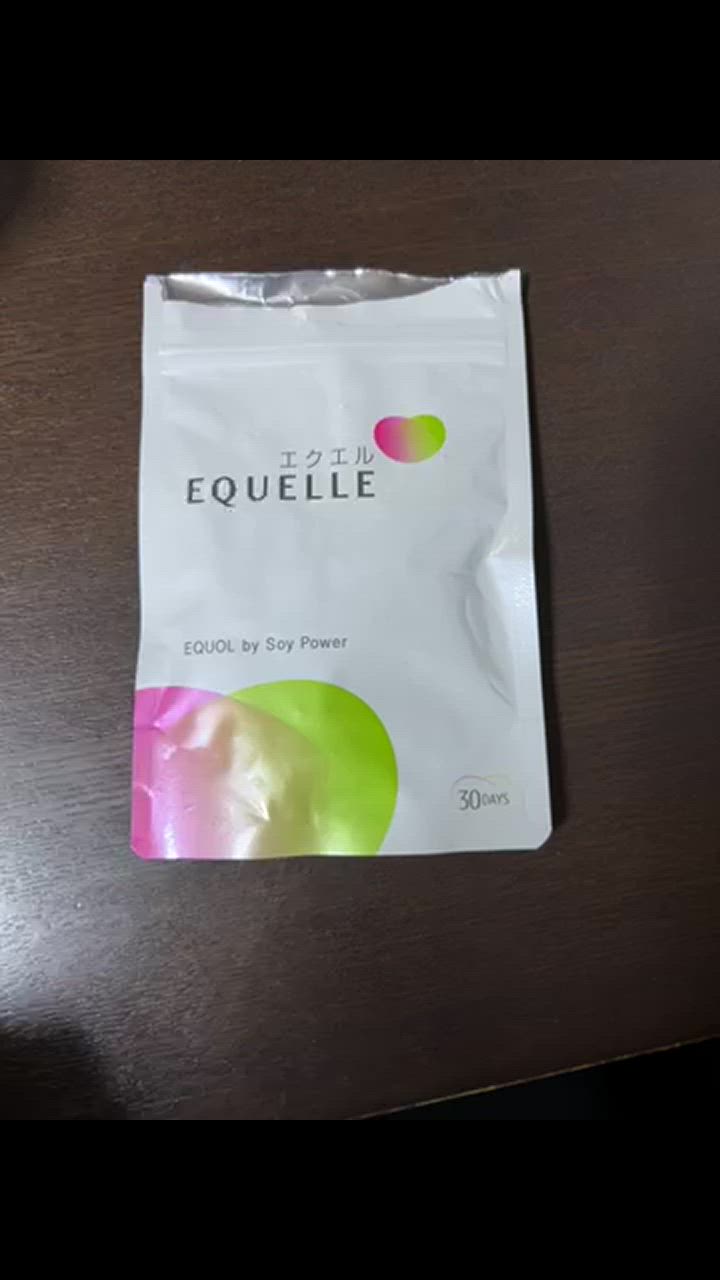 エクエル
EQUELLE
EQUOL by Soy Power
30DAYS